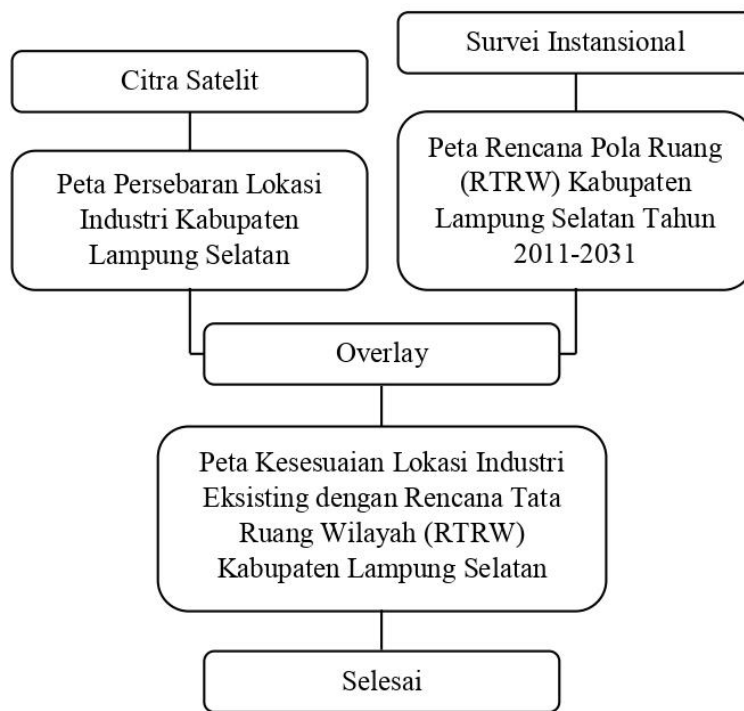 Survei Instansional
Citra Satelit
Peta Persebaran Lokasi
Industri Kabupaten
Lampung Selatan
Peta Rencana Pola Ruang
(RTRW) Kabupaten
Lampung Selatan Tahun
2011-2031
Overlay
Peta Kesesuaian Lokasi Industri
Eksisting dengan Rencana Tata
Ruang Wilayah (RTRW)
Kabupaten Lampung Selatan
Selesai